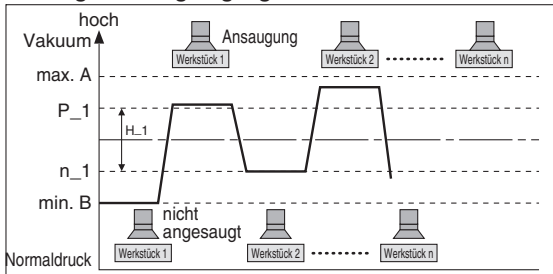 hoch
Vakuum
Ansaugung
Werkstück 1
Werkstück 2
Werkstück n
max. A
P_1
H_1
n_1
min. B
nicht
angesaugt
Normaldruck
Werkstück 1
Werkstück 2
Werkstück n